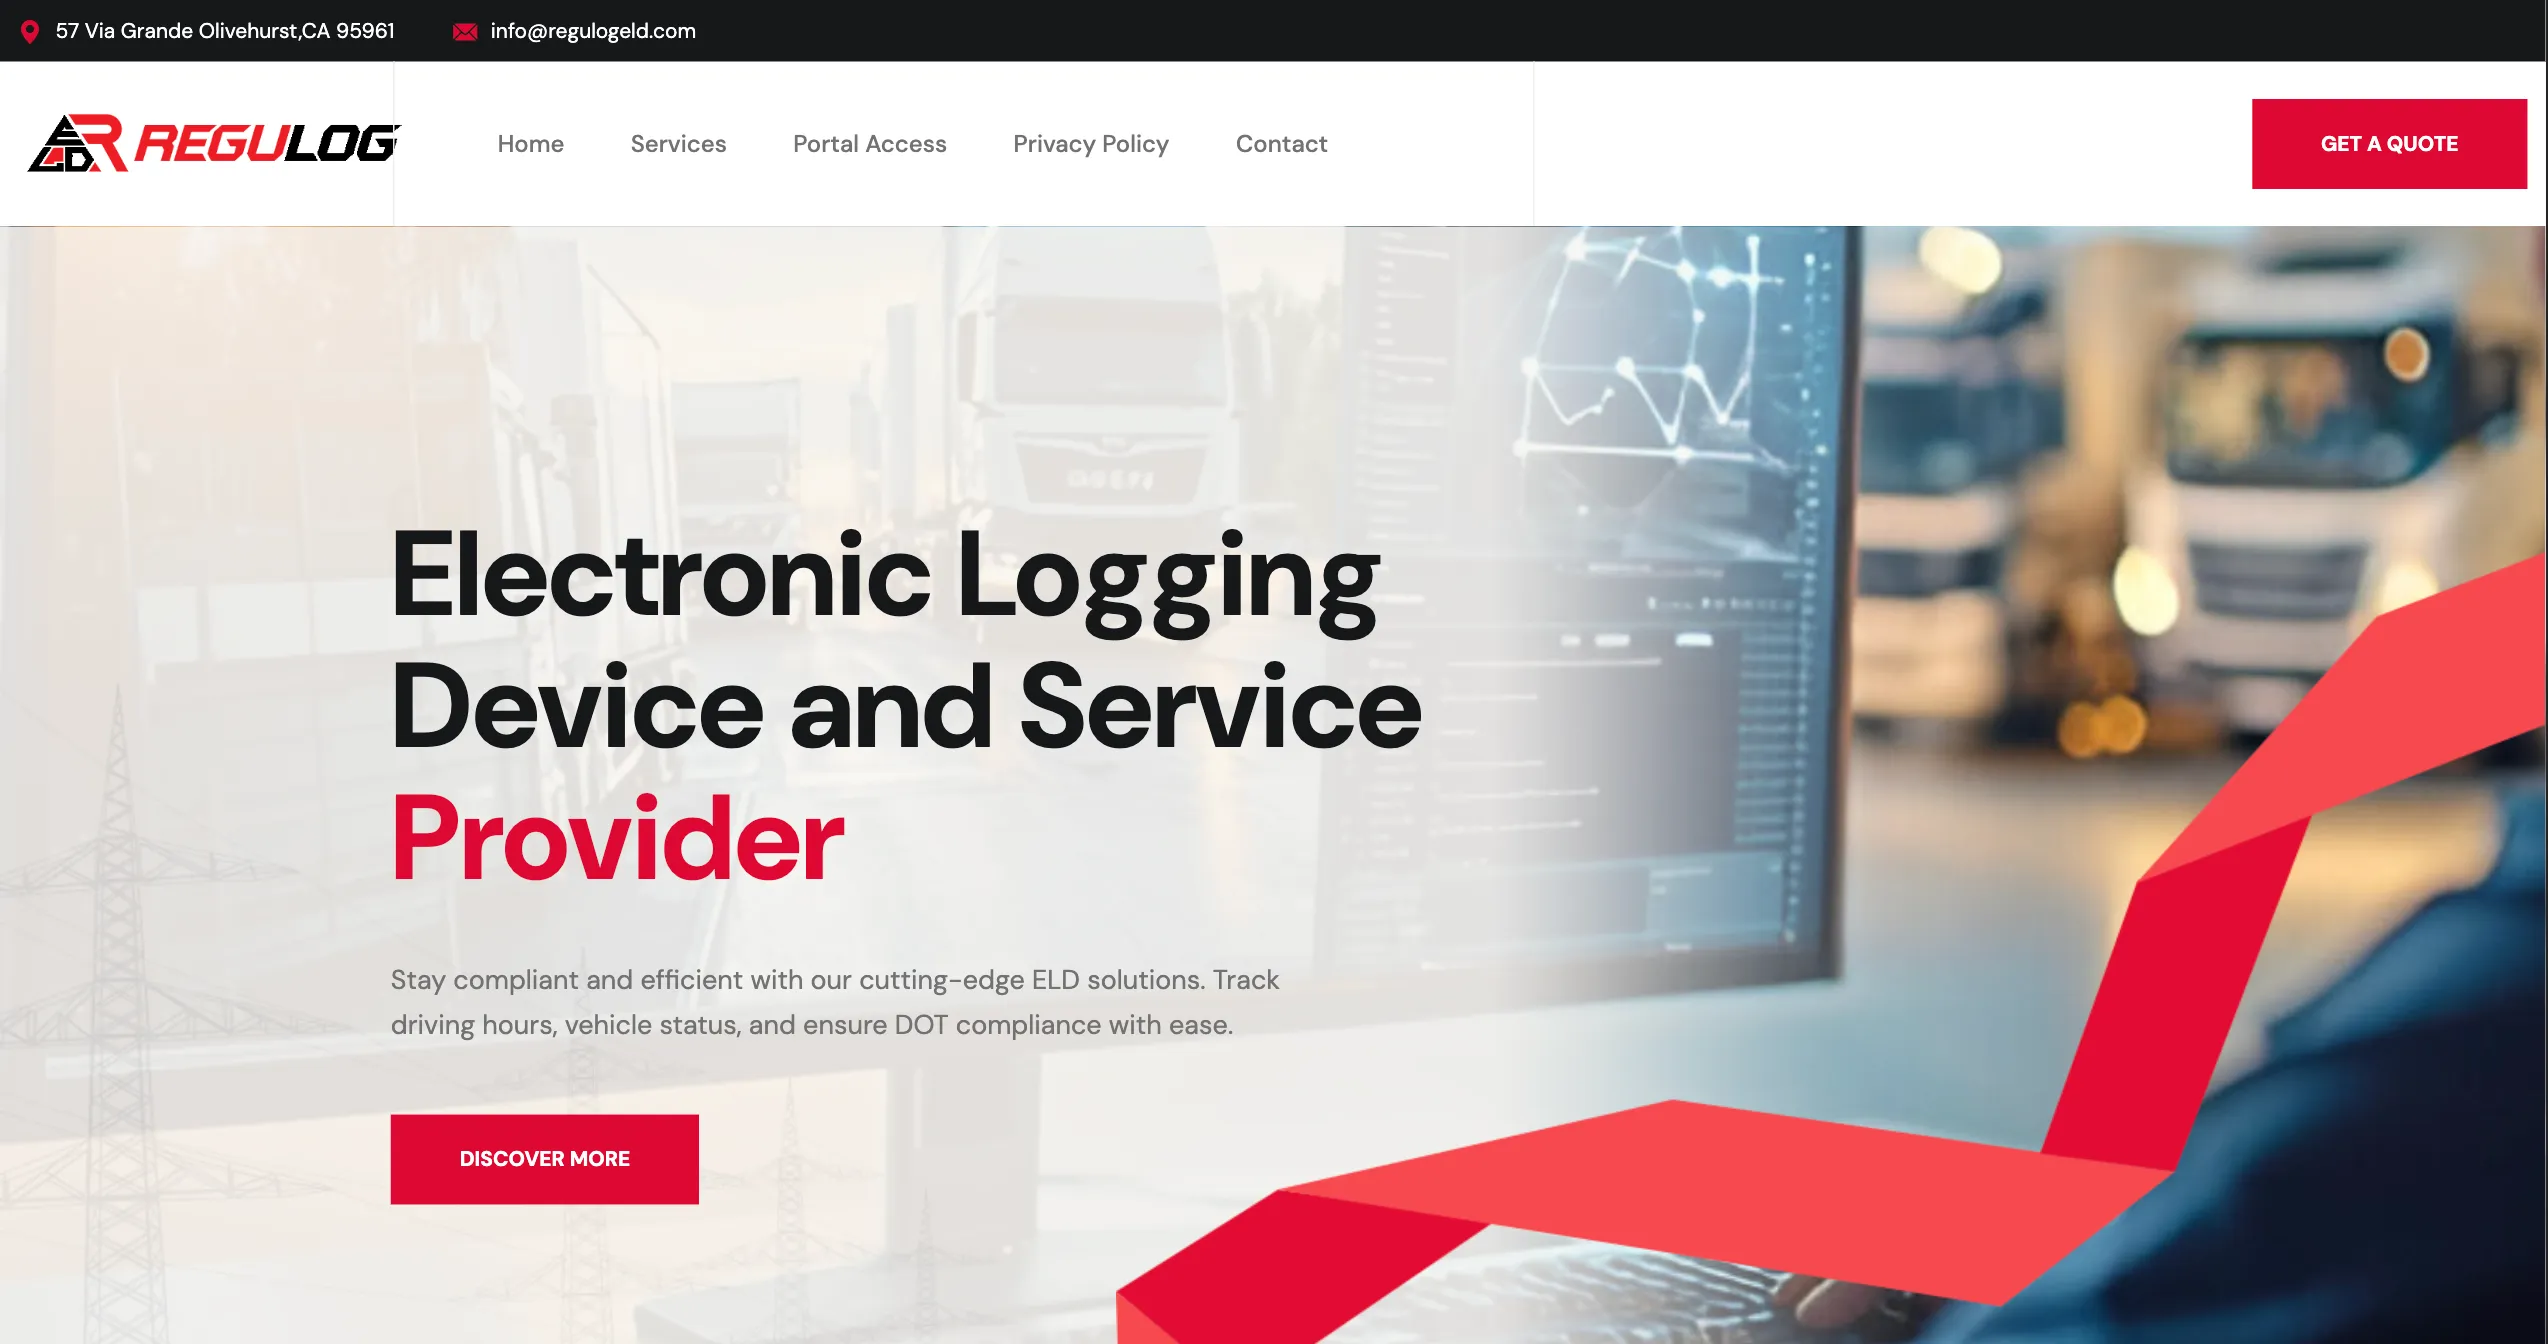 57 Via Grande Olivehurst,CA 95961
info@regulogeld.com
ELD R REGULOG
Home
Services
Portal Access
Privacy Policy
Contact
GET A QUOTE
Electronic Logging
Device and Service
Provider
Stay compliant and efficient with our cutting-edge ELD solutions. Track
driving hours, vehicle status, and ensure DOT compliance with ease.
DISCOVER MORE